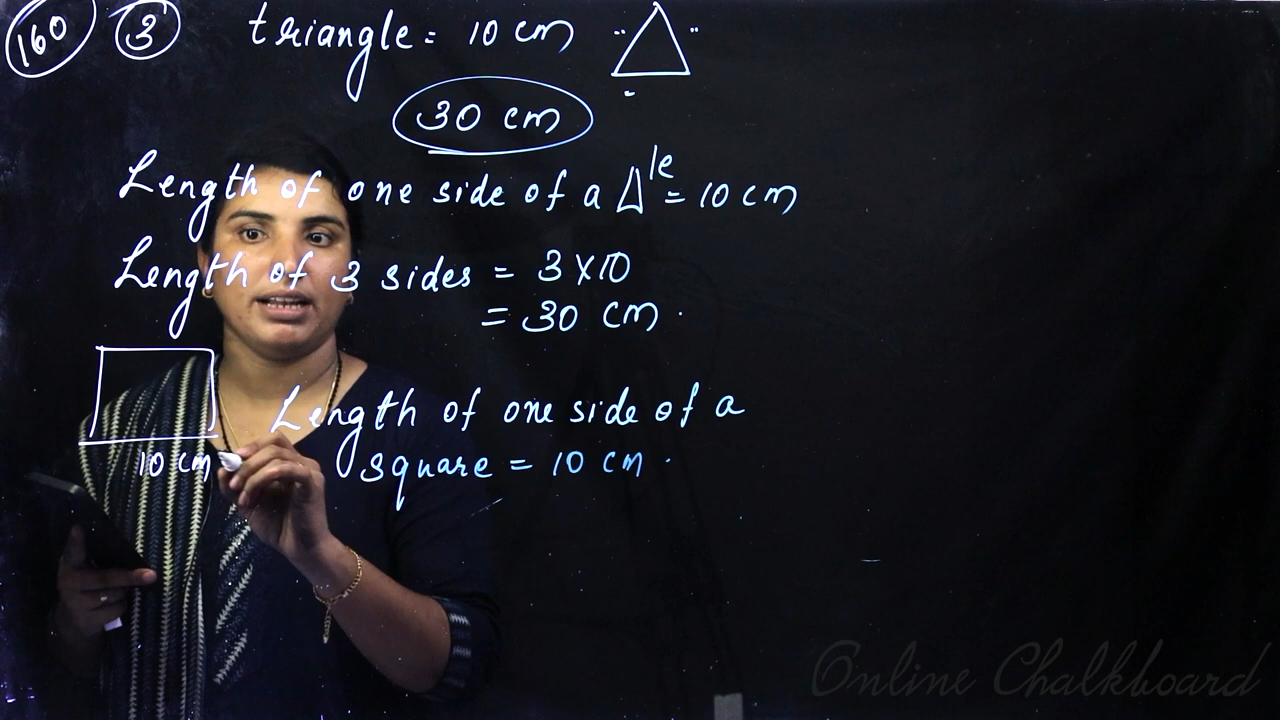 160 3 triangle = 10 cm
30 cm
Length of one side of a Δle = 10 cm
Length of 3 sides = 3 × 10
= 30 cm.
Length of one side of a
square = 10 cm.
10 cm
Online Chalkboard